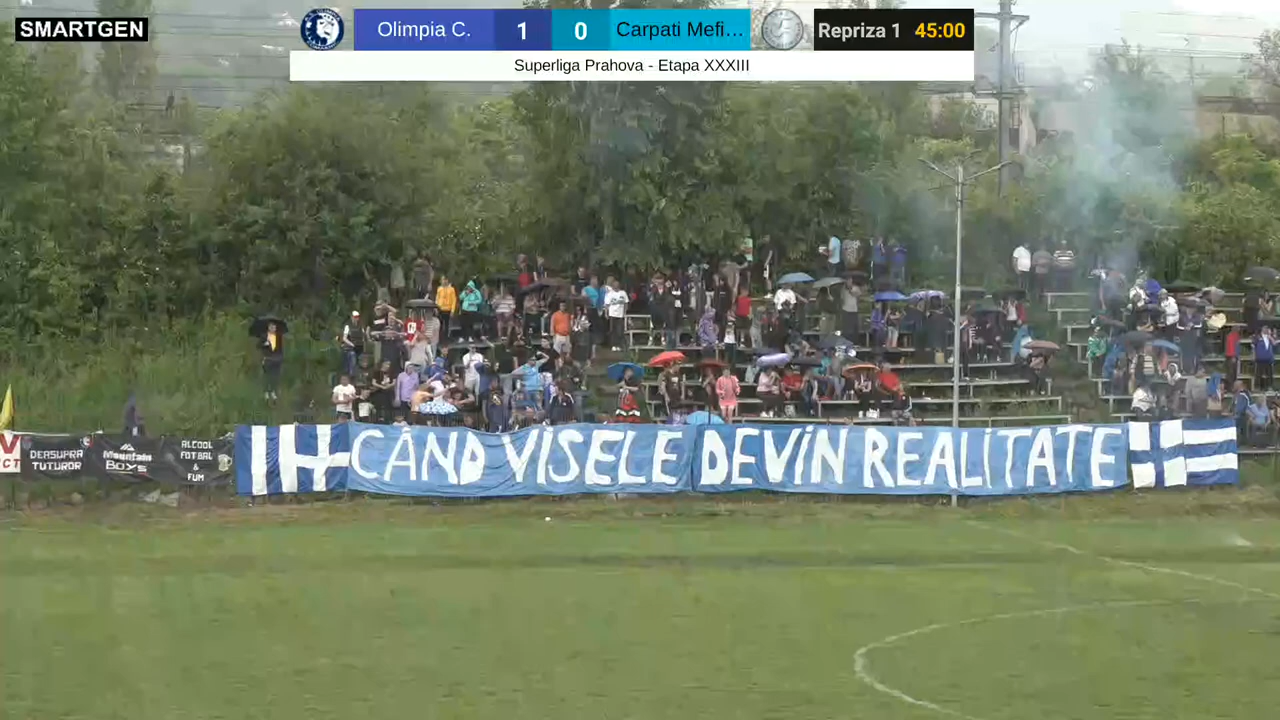 SMARTGEN
Olimpia C. 1 0 Carpati Mefi... Repriza 1 45:00
Superliga Prahova - Etapa XXXIII
CÂND VISELE DEVIN REALITATE
DEASUPRA
TUTUROR
Mountain
Boys
ALCOOL
FOTBAL
&
FUM